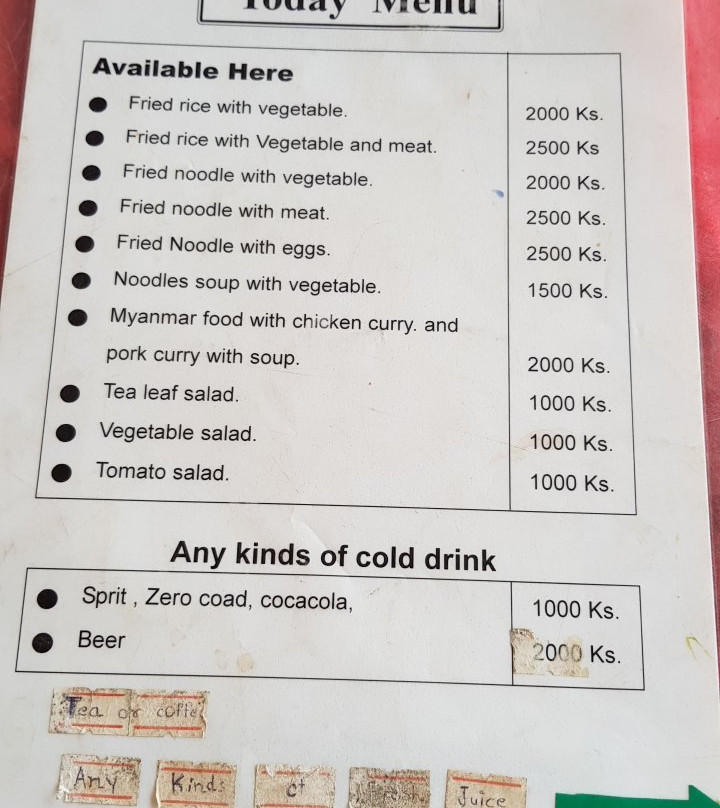 Today Menu
Available Here
Fried rice with vegetable. 2000 Ks.
Fried rice with Vegetable and meat. 2500 Ks
Fried noodle with vegetable. 2000 Ks.
Fried noodle with meat. 2500 Ks.
Fried Noodle with eggs. 2500 Ks.
Noodles soup with vegetable. 1500 Ks.
Myanmar food with chicken curry. and
pork curry with soup. 2000 Ks.
Tea leaf salad. 1000 Ks.
Vegetable salad. 1000 Ks.
Tomato salad. 1000 Ks.
Any kinds of cold drink
Sprit , Zero coad, cocacola, 1000 Ks.
Beer 2000 Ks.
Tea or coffe
Any Kinds of Juice